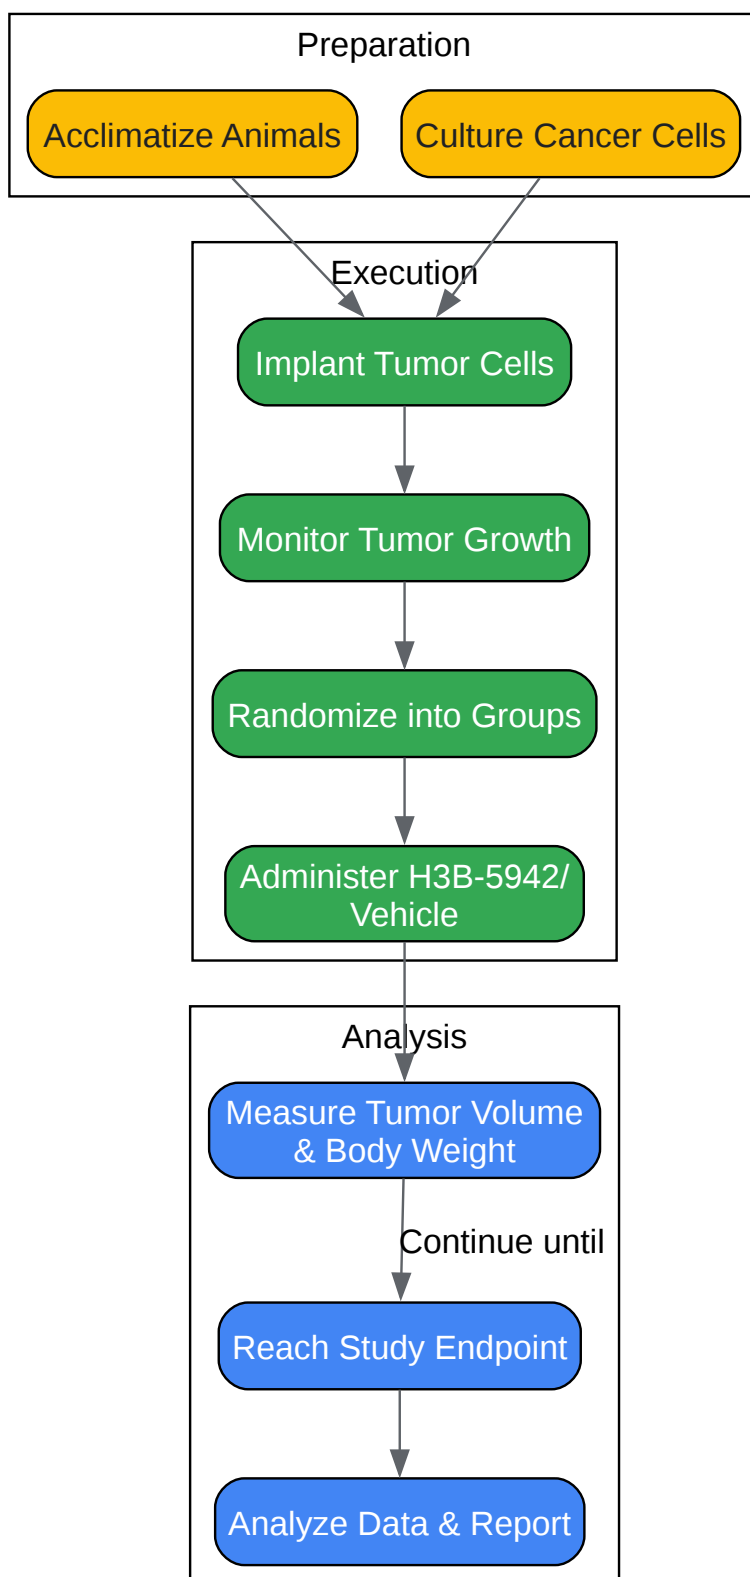 Preparation
Acclimatize Animals
Culture Cancer Cells
Execution
Implant Tumor Cells
Monitor Tumor Growth
Randomize into Groups
Administer H3B-5942/
Vehicle
Analysis
Measure Tumor Volume
& Body Weight
Continue until
Reach Study Endpoint
Analyze Data & Report